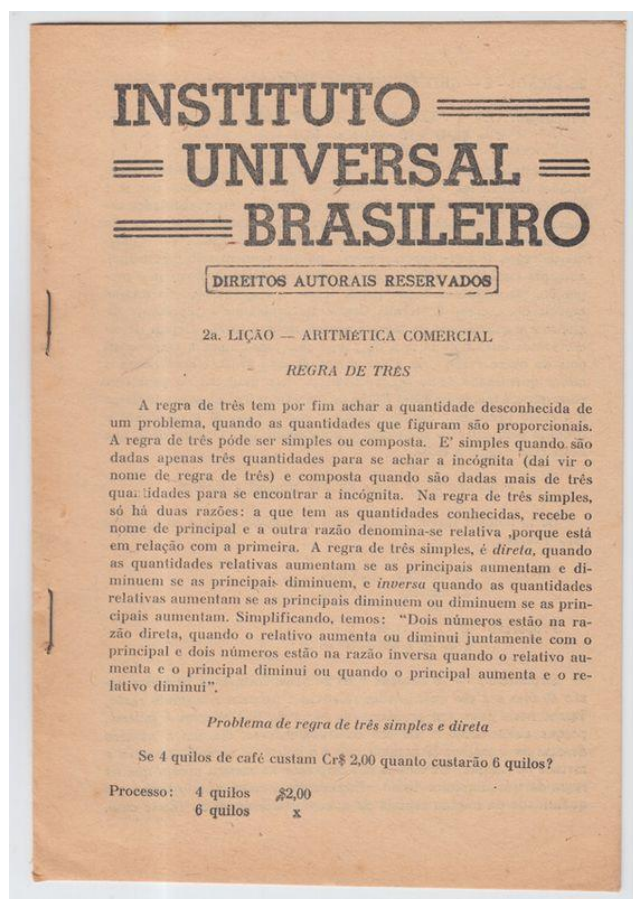 INSTITUTO
UNIVERSAL
BRASILEIRO
DIREITOS AUTORAIS RESERVADOS
2a. LIÇÃO — ARITMÉTICA COMERCIAL
REGRA DE TRÊS
A regra de três tem por fim achar a quantidade desconhecida de
um problema, quando as quantidades que figuram são proporcionais.
A regra de três póde ser simples ou composta. E' simples quando são
dadas apenas três quantidades para se achar a incógnita (daí vir o
nome de regra de três) e composta quando são dadas mais de três
quantidades para se encontrar a incógnita. Na regra de três simples,
só há duas razões: a que tem as quantidades conhecidas, recebe o
nome de principal e a outra razão denomina-se relativa ,porque está
em relação com a primeira. A regra de três simples, é direta, quando
as quantidades relativas aumentam se as principais aumentam e di-
minuem se as principais diminuem, e inversa quando as quantidades
relativas aumentam se as principais diminuem ou diminuem se as prin-
cipais aumentam. Simplificando, temos: "Dois números estão na ra-
zão direta, quando o relativo aumenta ou diminui juntamente com o
principal e dois números estão na razão inversa quando o relativo au-
menta e o principal diminui ou quando o principal aumenta e o re-
lativo diminui".
Problema de regra de três simples e direta
Se 4 quilos de café custam Cr$ 2,00 quanto custarão 6 quilos?
Processo: 4 quilos $2,00
6 quilos x